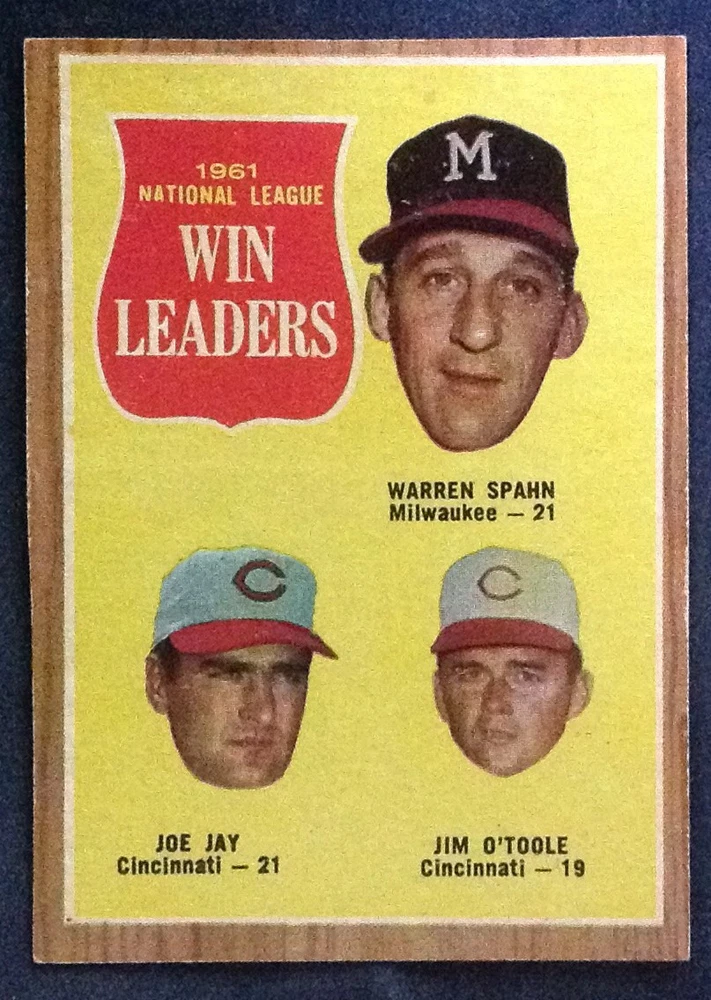 1961
NATIONAL LEAGUE
WIN
LEADERS
M
WARREN SPAHN
Milwaukee — 21
C
C
JOE JAY
Cincinnati — 21
JIM O'TOOLE
Cincinnati — 19